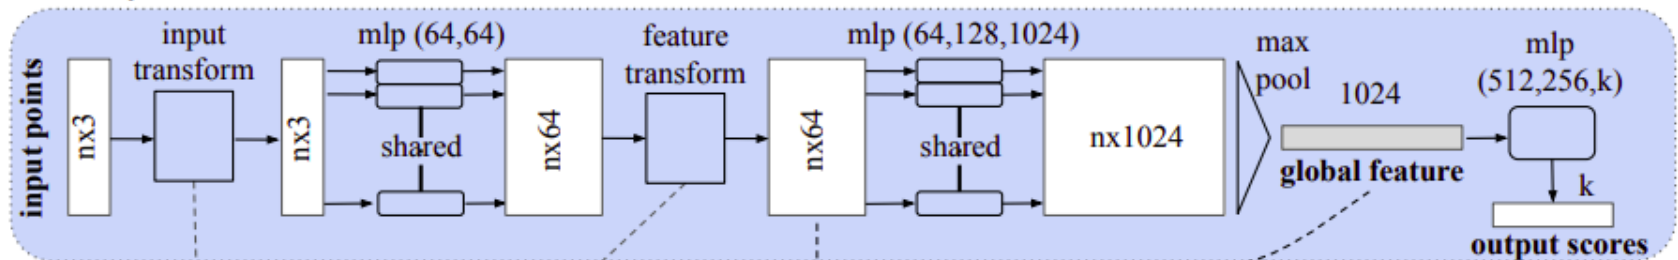 input points
nx3
input
transform
nx3
mlp (64,64)
shared
nx64
feature
transform
nx64
mlp (64,128,1024)
shared
nx1024
max
pool
1024
global feature
mlp
(512,256,k)
k
output scores